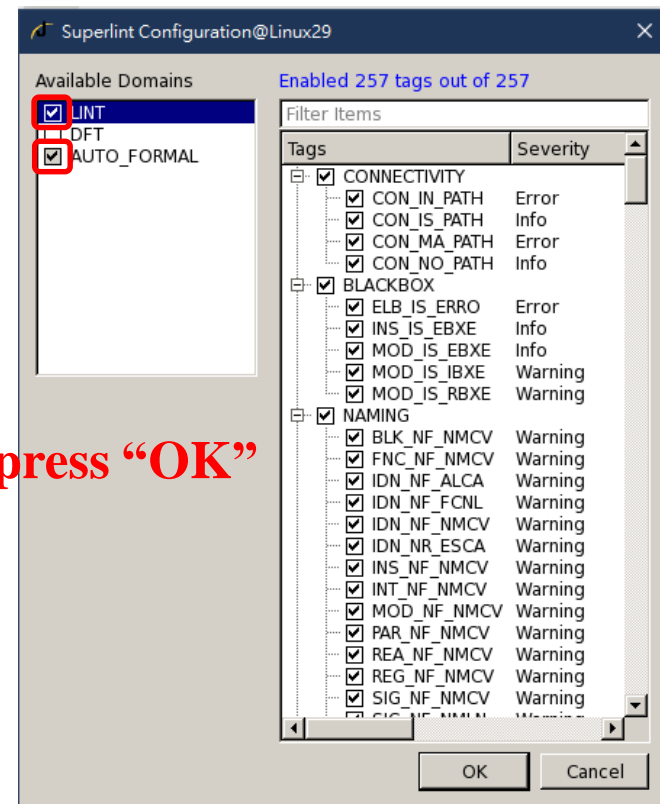 Superlint Configuration@Linux29
Available Domains
LINT
DFT
AUTO_FORMAL
Enabled 257 tags out of 257
Filter Items
Tags Severity
CONNECTIVITY
CON_IN_PATH Error
CON_IS_PATH Info
CON_MA_PATH Error
CON_NO_PATH Info
BLACKBOX
ELB_IS_ERRO Error
INS_IS_EBXE Info
MOD_IS_EBXE Info
MOD_IS_IBXE Warning
MOD_IS_RBXE Warning
NAMING
BLK_NF_NMCV Warning
FNC_NF_NMCV Warning
IDN_NF_ALCA Warning
IDN_NF_FCNL Warning
IDN_NF_NMCV Warning
IDN_NR_ESCA Warning
INS_NF_NMCV Warning
INT_NF_NMCV Warning
MOD_NF_NMCV Warning
PAR_NF_NMCV Warning
REA_NF_NMCV Warning
REG_NF_NMCV Warning
SIG_NF_NMCV Warning
press “OK”
OK Cancel